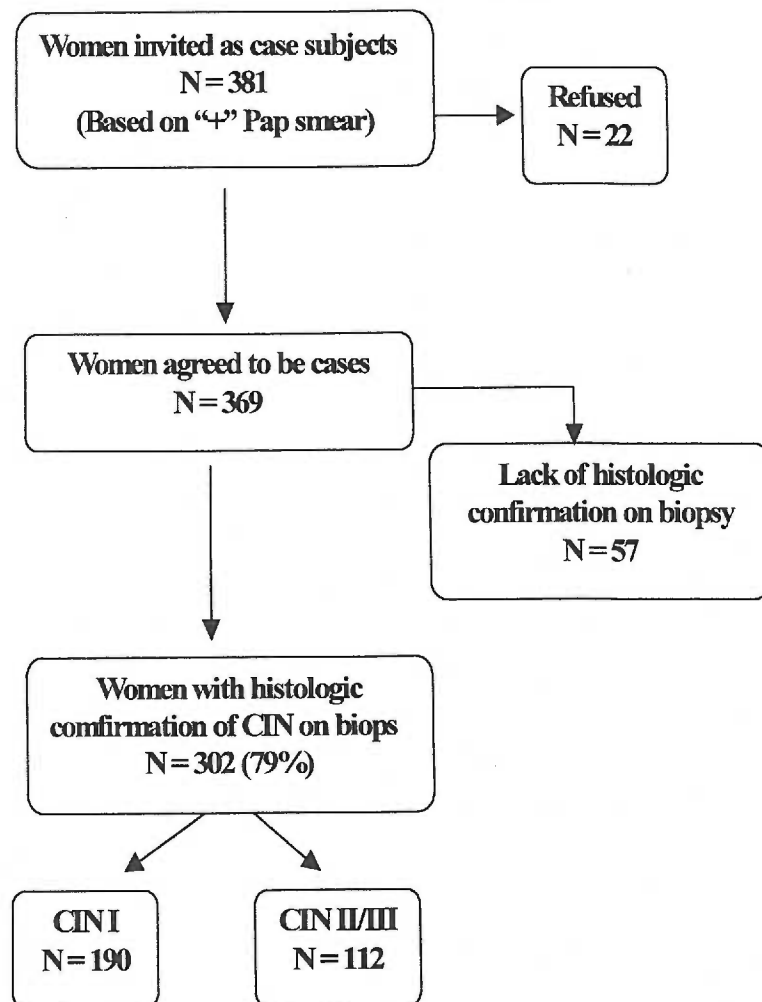 Women invited as case subjects
N = 381
(Based on “+” Pap smear)
Refused
N = 22
Women agreed to be cases
N = 369
Lack of histologic
confirmation on biopsy
N = 57
Women with histologic
comfirmation of CIN on biops
N = 302 (79%)
CIN I
N = 190
CIN II/III
N = 112